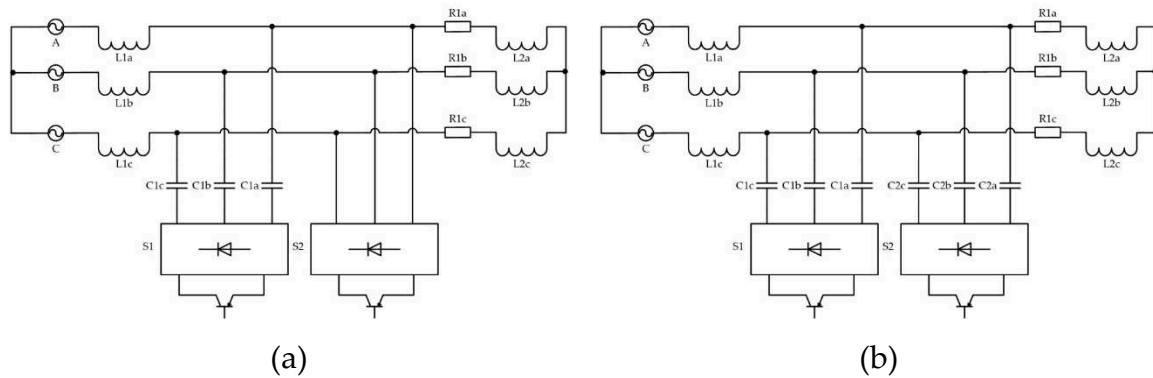 R1a
A
L1a
L2a
R1b
B
L1b
L2b
R1c
C
L1c
L2c
C1c
C1b
C1a
S1
S2
(a)
R1a
A
L1a
L2a
R1b
B
L1b
L2b
R1c
C
L1c
L2c
C1c
C1b
C1a
C2c
C2b
C2a
S1
S2
(b)